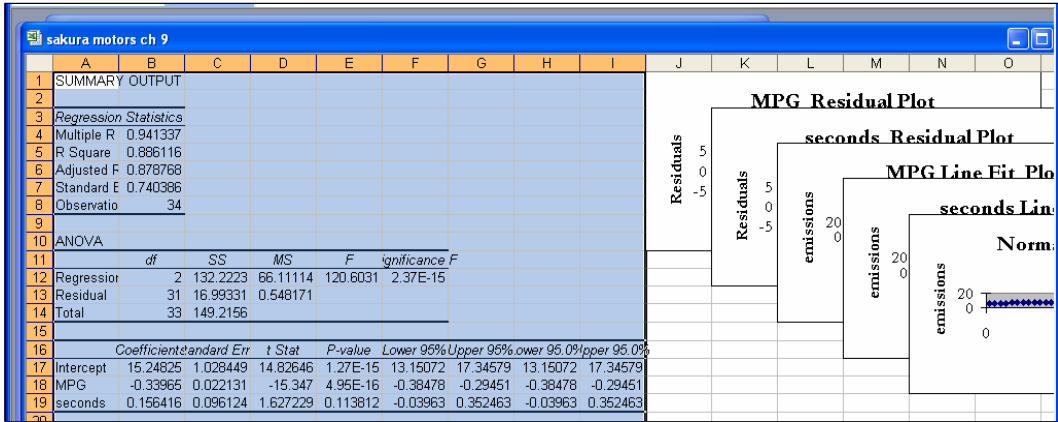 sakura motors ch 9
A B C D E F G H I J K L M N O
1 SUMMARY OUTPUT
2
3 Regression Statistics
4 Multiple R 0.941337
5 R Square 0.886116
6 Adjusted R 0.878768
7 Standard E 0.740386
8 Observatio 34
9
10 ANOVA
11 df SS MS F ignificance F
12 Regression 2 132.2223 66.11114 120.6031 2.37E-15
13 Residual 31 16.99331 0.548171
14 Total 33 149.2156
15
16 Coefficients tandard Err t Stat P-value Lower 95% Upper 95% ower 95.0% pper 95.0%
17 Intercept 15.24825 1.028449 14.82646 1.27E-15 13.15072 17.34579 13.15072 17.34579
18 MPG -0.33965 0.022131 -15.347 4.95E-16 -0.38478 -0.29451 -0.38478 -0.29451
19 seconds 0.156416 0.096124 1.627229 0.113812 -0.03963 0.352463 -0.03963 0.352463
MPG Residual Plot
Residuals
5
0
-5
seconds Residual Plot
Residuals
5
0
-5
MPG Line Fit Plo
emissions
20
0
seconds Lin
emissions
20
0
Norma
emissions
20
0
0